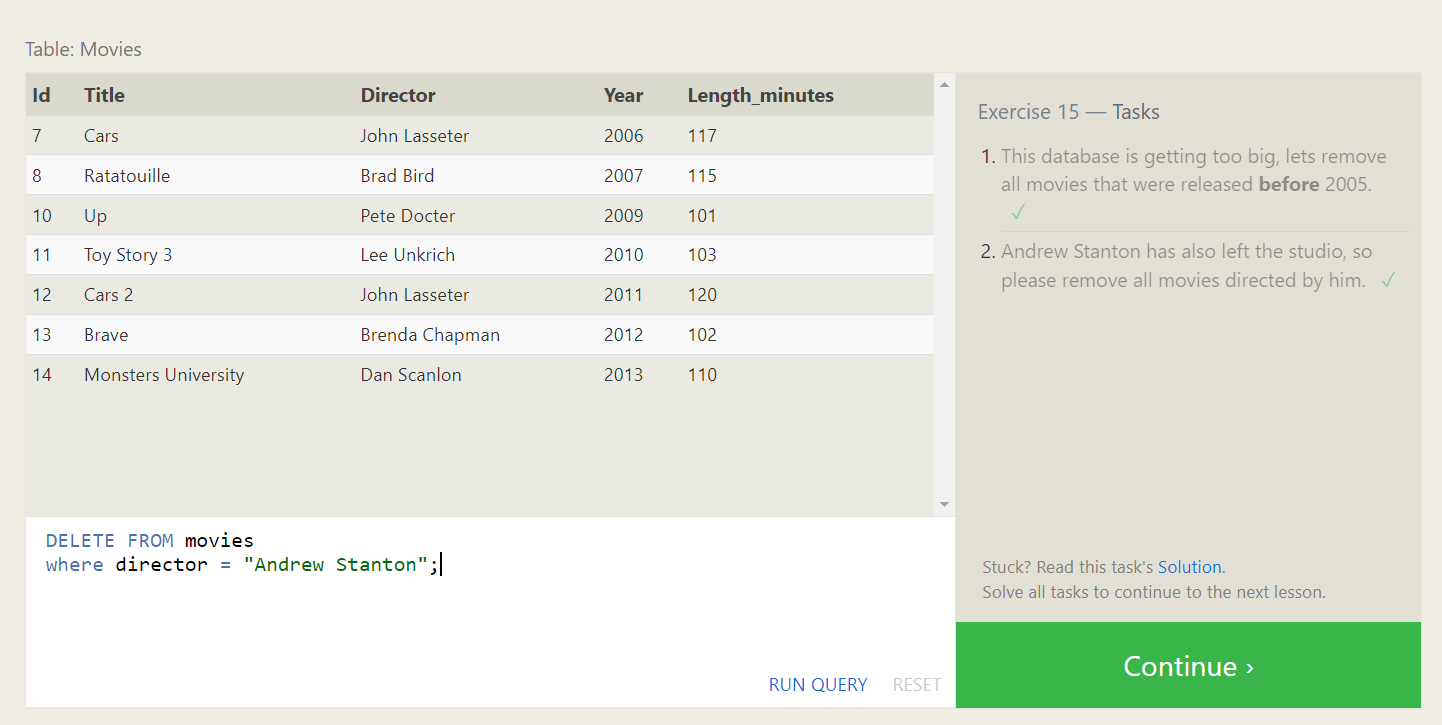 Table: Movies
Id Title Director Year Length_minutes
7 Cars John Lasseter 2006 117
8 Ratatouille Brad Bird 2007 115
10 Up Pete Docter 2009 101
11 Toy Story 3 Lee Unkrich 2010 103
12 Cars 2 John Lasseter 2011 120
13 Brave Brenda Chapman 2012 102
14 Monsters University Dan Scanlon 2013 110
DELETE FROM movies
where director = "Andrew Stanton";
RUN QUERY RESET
Exercise 15 — Tasks
1. This database is getting too big, lets remove
all movies that were released before 2005.
✓
2. Andrew Stanton has also left the studio, so
please remove all movies directed by him. ✓
Stuck? Read this task's Solution.
Solve all tasks to continue to the next lesson.
Continue ›